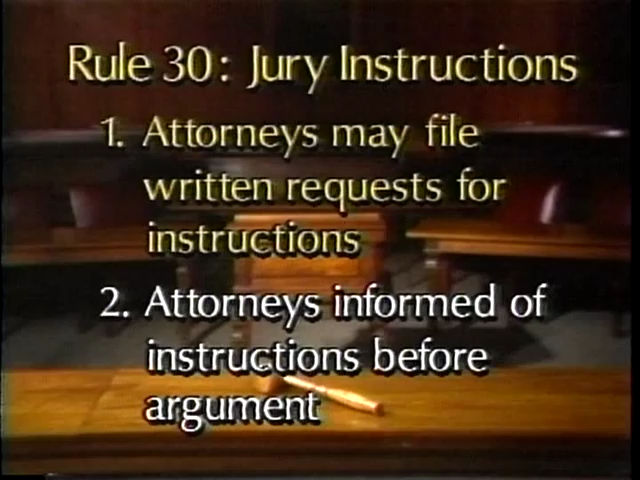 Rule 30: Jury Instructions
1. Attorneys may file
written requests for
instructions
2. Attorneys informed of
instructions before
argument